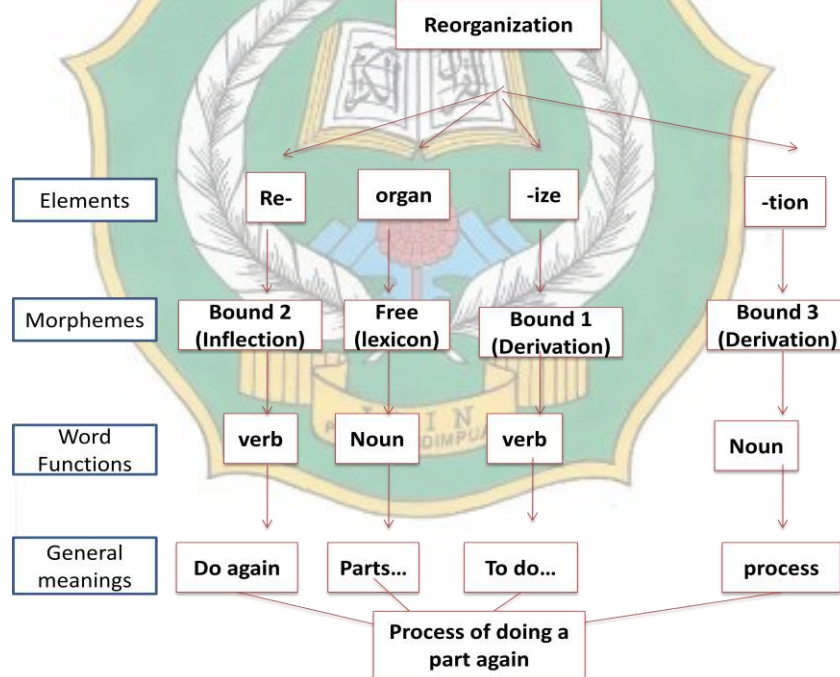 Reorganization
Elements
Re-
organ
-ize
-tion
Morphemes
Bound 2
(Inflection)
Free
(lexicon)
Bound 1
(Derivation)
Bound 3
(Derivation)
Word
Functions
verb
Noun
verb
Noun
General
meanings
Do again
Parts...
To do...
process
Process of doing a
part again